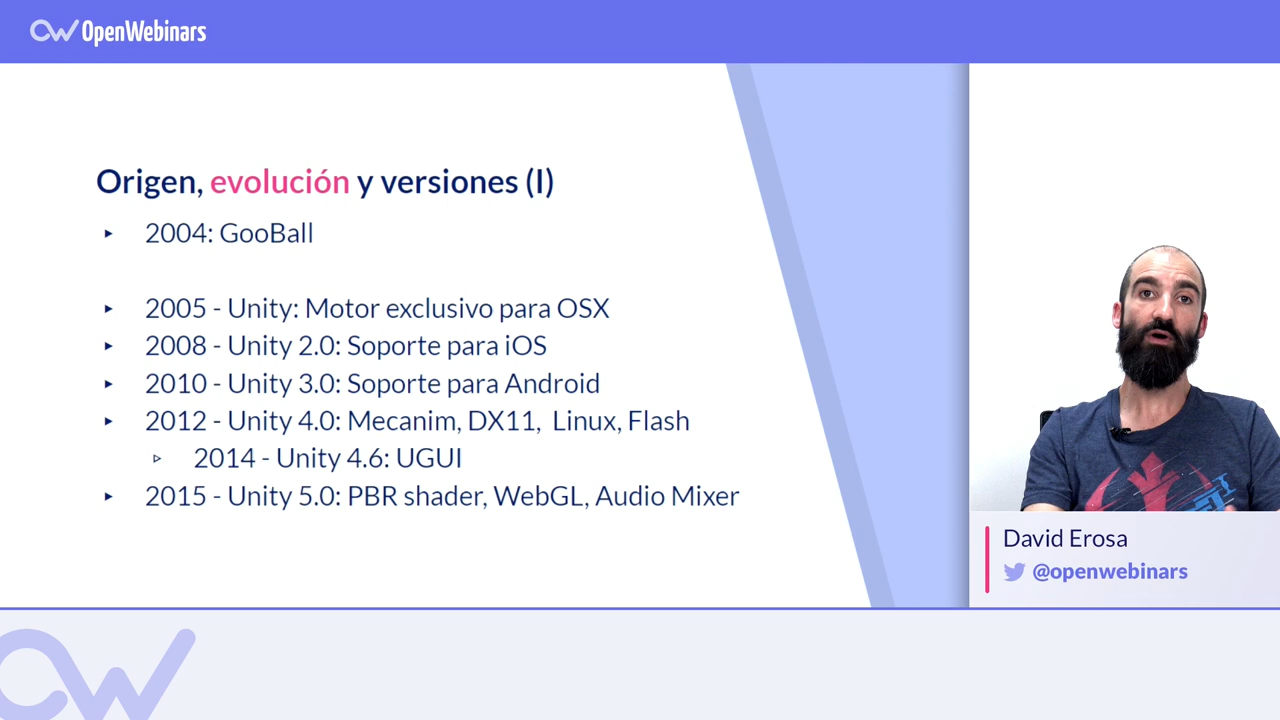 OpenWebinars
Origen, evolución y versiones (I)
2004: GooBall
2005 - Unity: Motor exclusivo para OSX
2008 - Unity 2.0: Soporte para iOS
2010 - Unity 3.0: Soporte para Android
2012 - Unity 4.0: Mecanim, DX11, Linux, Flash
2014 - Unity 4.6: UGUI
2015 - Unity 5.0: PBR shader, WebGL, Audio Mixer
David Erosa
@openwebinars